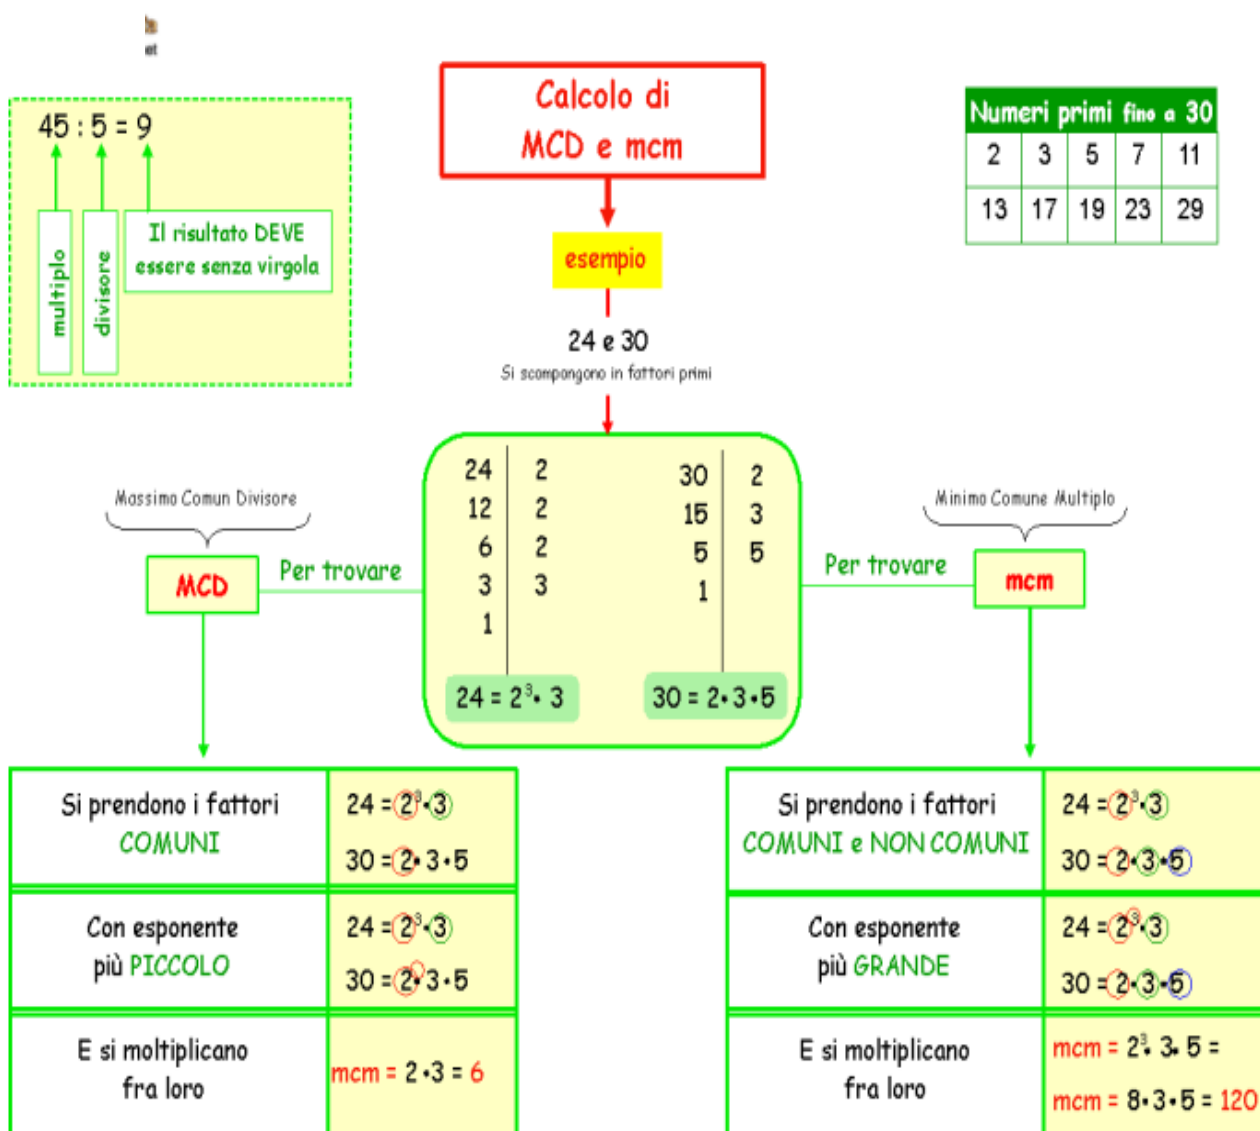 Calcolo di
MCD e mcm
45 : 5 = 9
multiplo
divisore
Il risultato DEVE
essere senza virgola
Numeri primi fino a 30
2 3 5 7 11
13 17 19 23 29
esempio
24 e 30
Si scompongono in fattori primi
24 2
12 2
6 2
3 3
1
24 = 2³• 3
30 2
15 3
5 5
1
30 = 2•3•5
Massimo Comun Divisore
MCD
Per trovare
Minimo Comune Multiplo
mcm
Per trovare
Si prendono i fattori
COMUNI
24 = 2³•3
30 = 2•3•5
Con esponente
più PICCOLO
24 = 2³•3
30 = 2•3•5
E si moltiplicano
fra loro
mcm = 2•3 = 6
Si prendono i fattori
COMUNI e NON COMUNI
24 = 2³•3
30 = 2•3•5
Con esponente
più GRANDE
24 = 2³•3
30 = 2•3•5
E si moltiplicano
fra loro
mcm = 2³• 3• 5 =
mcm = 8•3•5 = 120